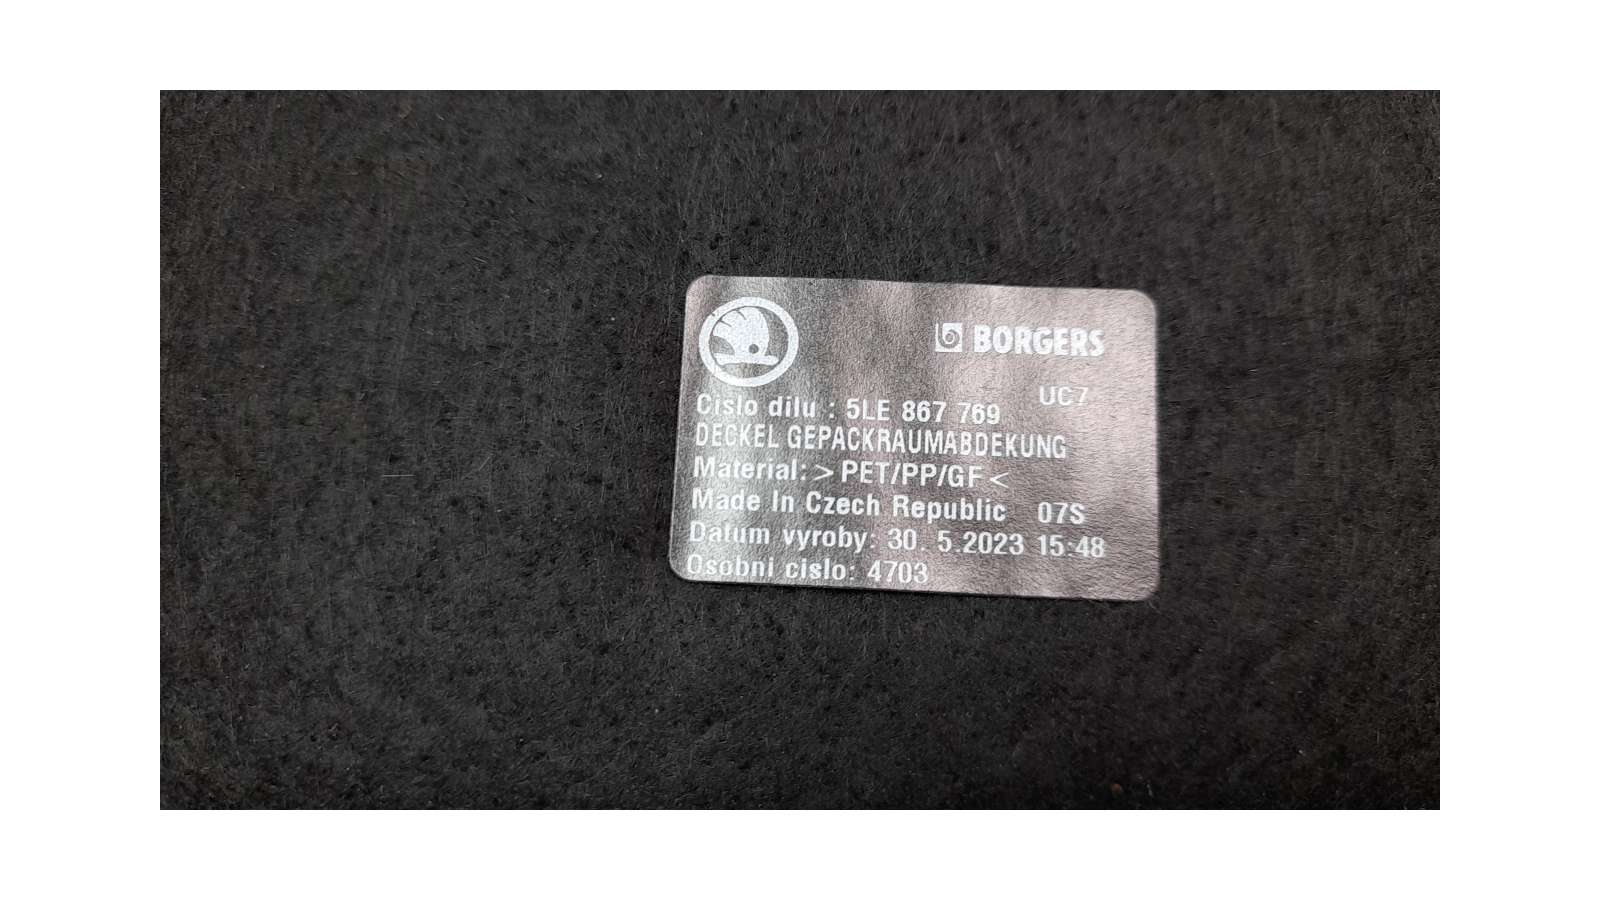 BORGERS
UC7
Cislo dilu : 5LE 867 769
DECKEL GEPACKRAUMABDEKUNG
Material: > PET/PP/GF <
Made In Czech Republic 07S
Datum vyroby: 30. 5.2023 15:48
Osobni cislo: 4703